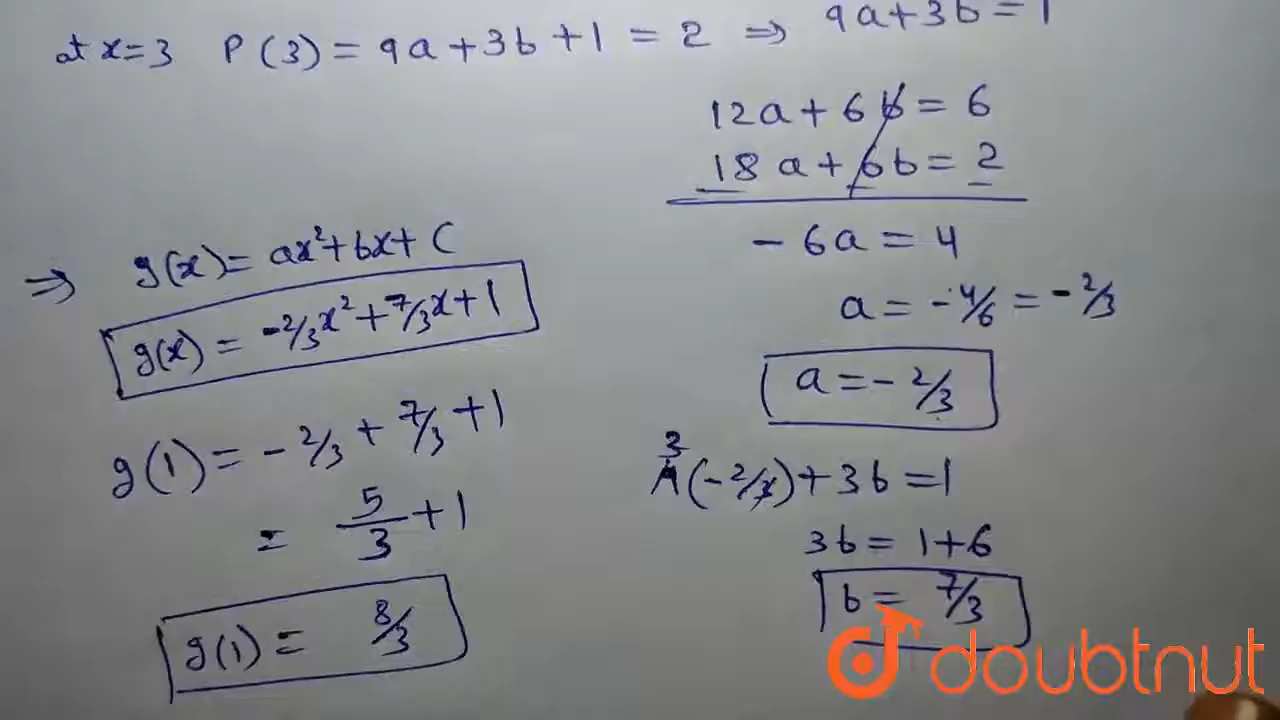 at x=3 P(3) = 9a+3b+1 = 2 ⇒ 9a+3b=1
12a+6b=6
18a+6b=2
-6a=4
a=-4/6=-2/3
a=-2/3
3
9(-2/3)+3b=1
3b=1+6
b=7/3
⇒ g(x)=ax²+bx+C
g(x)=-2/3x²+7/3x+1
g(1)=-2/3+7/3+1
= 5/3+1
g(1)= 8/3
doubtnut